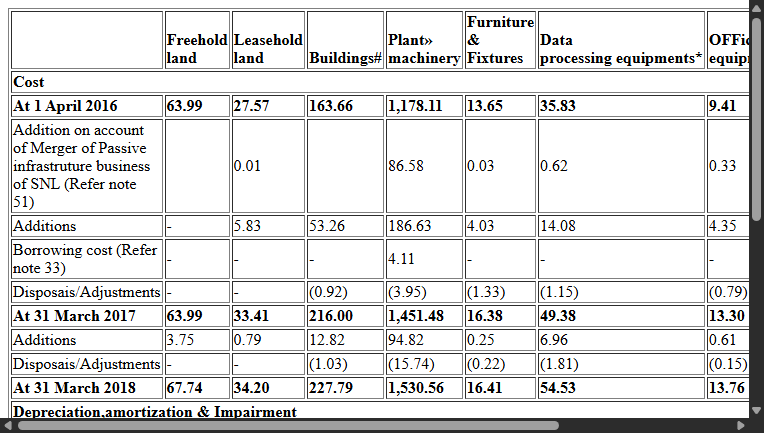 Freehold land Leasehold land Buildings# Plant» machinery Furniture & Fixtures Data processing equipments*
Cost
At 1 April 2016 63.99 27.57 163.66 1,178.11 13.65 35.83 9.41
Addition on account of Merger of Passive infrastruture business of SNL (Refer note 51) 0.01 86.58 0.03 0.62 0.33
Additions - 5.83 53.26 186.63 4.03 14.08 4.35
Borrowing cost (Refer note 33) - - - 4.11 - - -
Disposais/Adjustments - - (0.92) (3.95) (1.33) (1.15) (0.79)
At 31 March 2017 63.99 33.41 216.00 1,451.48 16.38 49.38 13.30
Additions 3.75 0.79 12.82 94.82 0.25 6.96 0.61
Disposais/Adjustments - - (1.03) (15.74) (0.22) (1.81) (0.15)
At 31 March 2018 67.74 34.20 227.79 1,530.56 16.41 54.53 13.76
Depreciation,amortization & Impairment